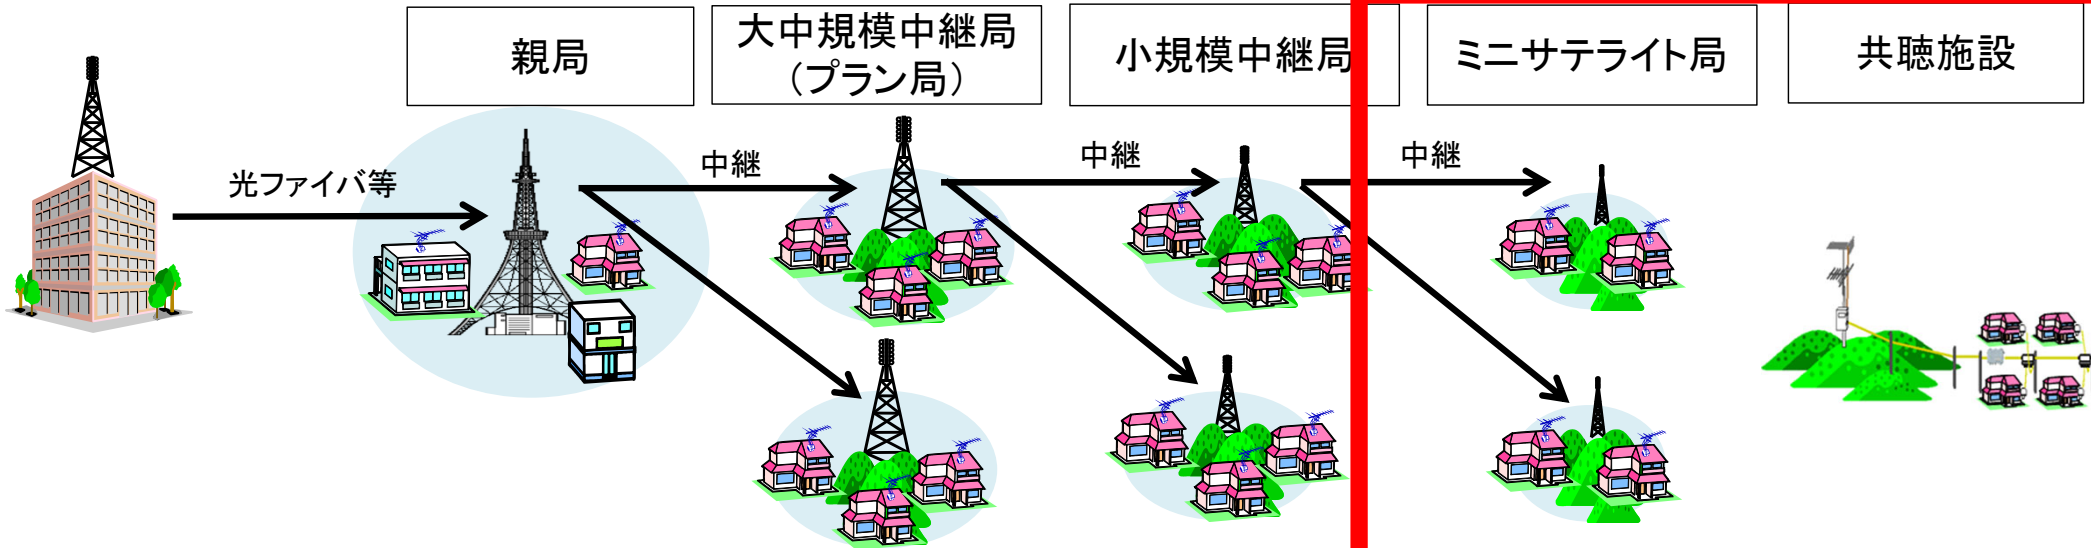 親局
大中規模中継局
（プラン局）
小規模中継局
ミニサテライト局
共聴施設
光ファイバ等
中継
中継
中継